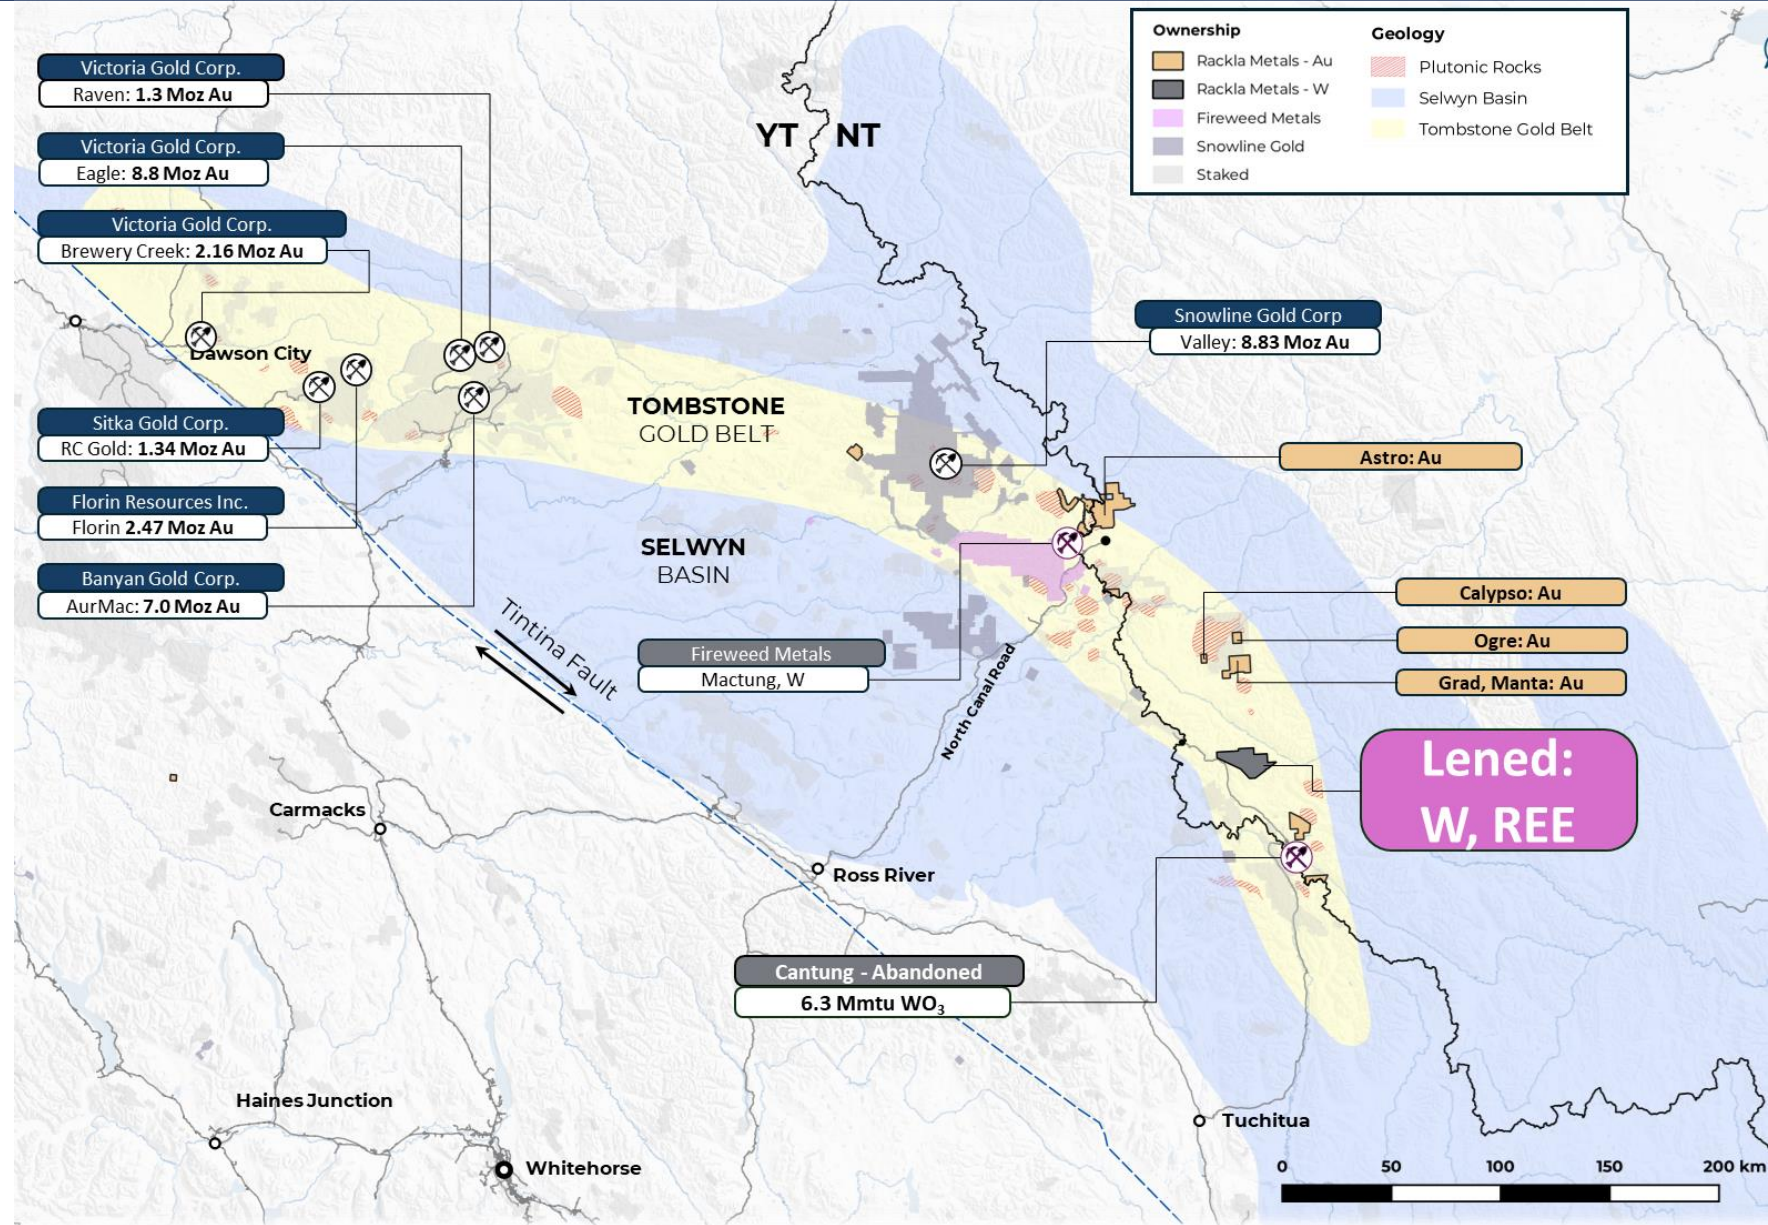 Victoria Gold Corp.
Raven: 1.3 Moz Au
Victoria Gold Corp.
Eagle: 8.8 Moz Au
Victoria Gold Corp.
Brewery Creek: 2.16 Moz Au
Dawson City
Sitka Gold Corp.
RC Gold: 1.34 Moz Au
Florin Resources Inc.
Florin 2.47 Moz Au
Banyan Gold Corp.
AurMac: 7.0 Moz Au
YT
NT
Ownership
Rackla Metals - Au
Rackla Metals - W
Fireweed Metals
Snowline Gold
Staked
Geology
Plutonic Rocks
Selwyn Basin
Tombstone Gold Belt
Snowline Gold Corp
Valley: 8.83 Moz Au
TOMBSTONE
GOLD BELT
SELWYN
BASIN
Tintina Fault
Astro: Au
Calypso: Au
Ogre: Au
Grad, Manta: Au
Fireweed Metals
Mactung, W
North Canal Road
Lened:
W, REE
Carmacks
Ross River
Cantung - Abandoned
6.3 Mmtu WO₃
Haines Junction
Whitehorse
Tuchitua
0 50 100 150 200 km